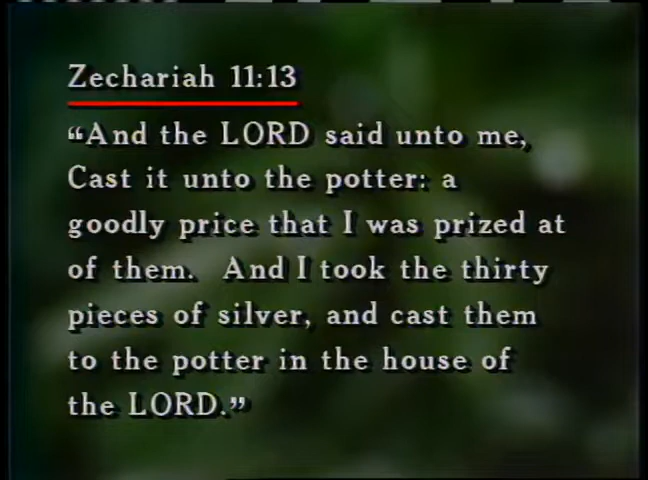 Zechariah 11:13
“And the LORD said unto me,
Cast it unto the potter: a
goodly price that I was prized at
of them. And I took the thirty
pieces of silver, and cast them
to the potter in the house of
the LORD.”